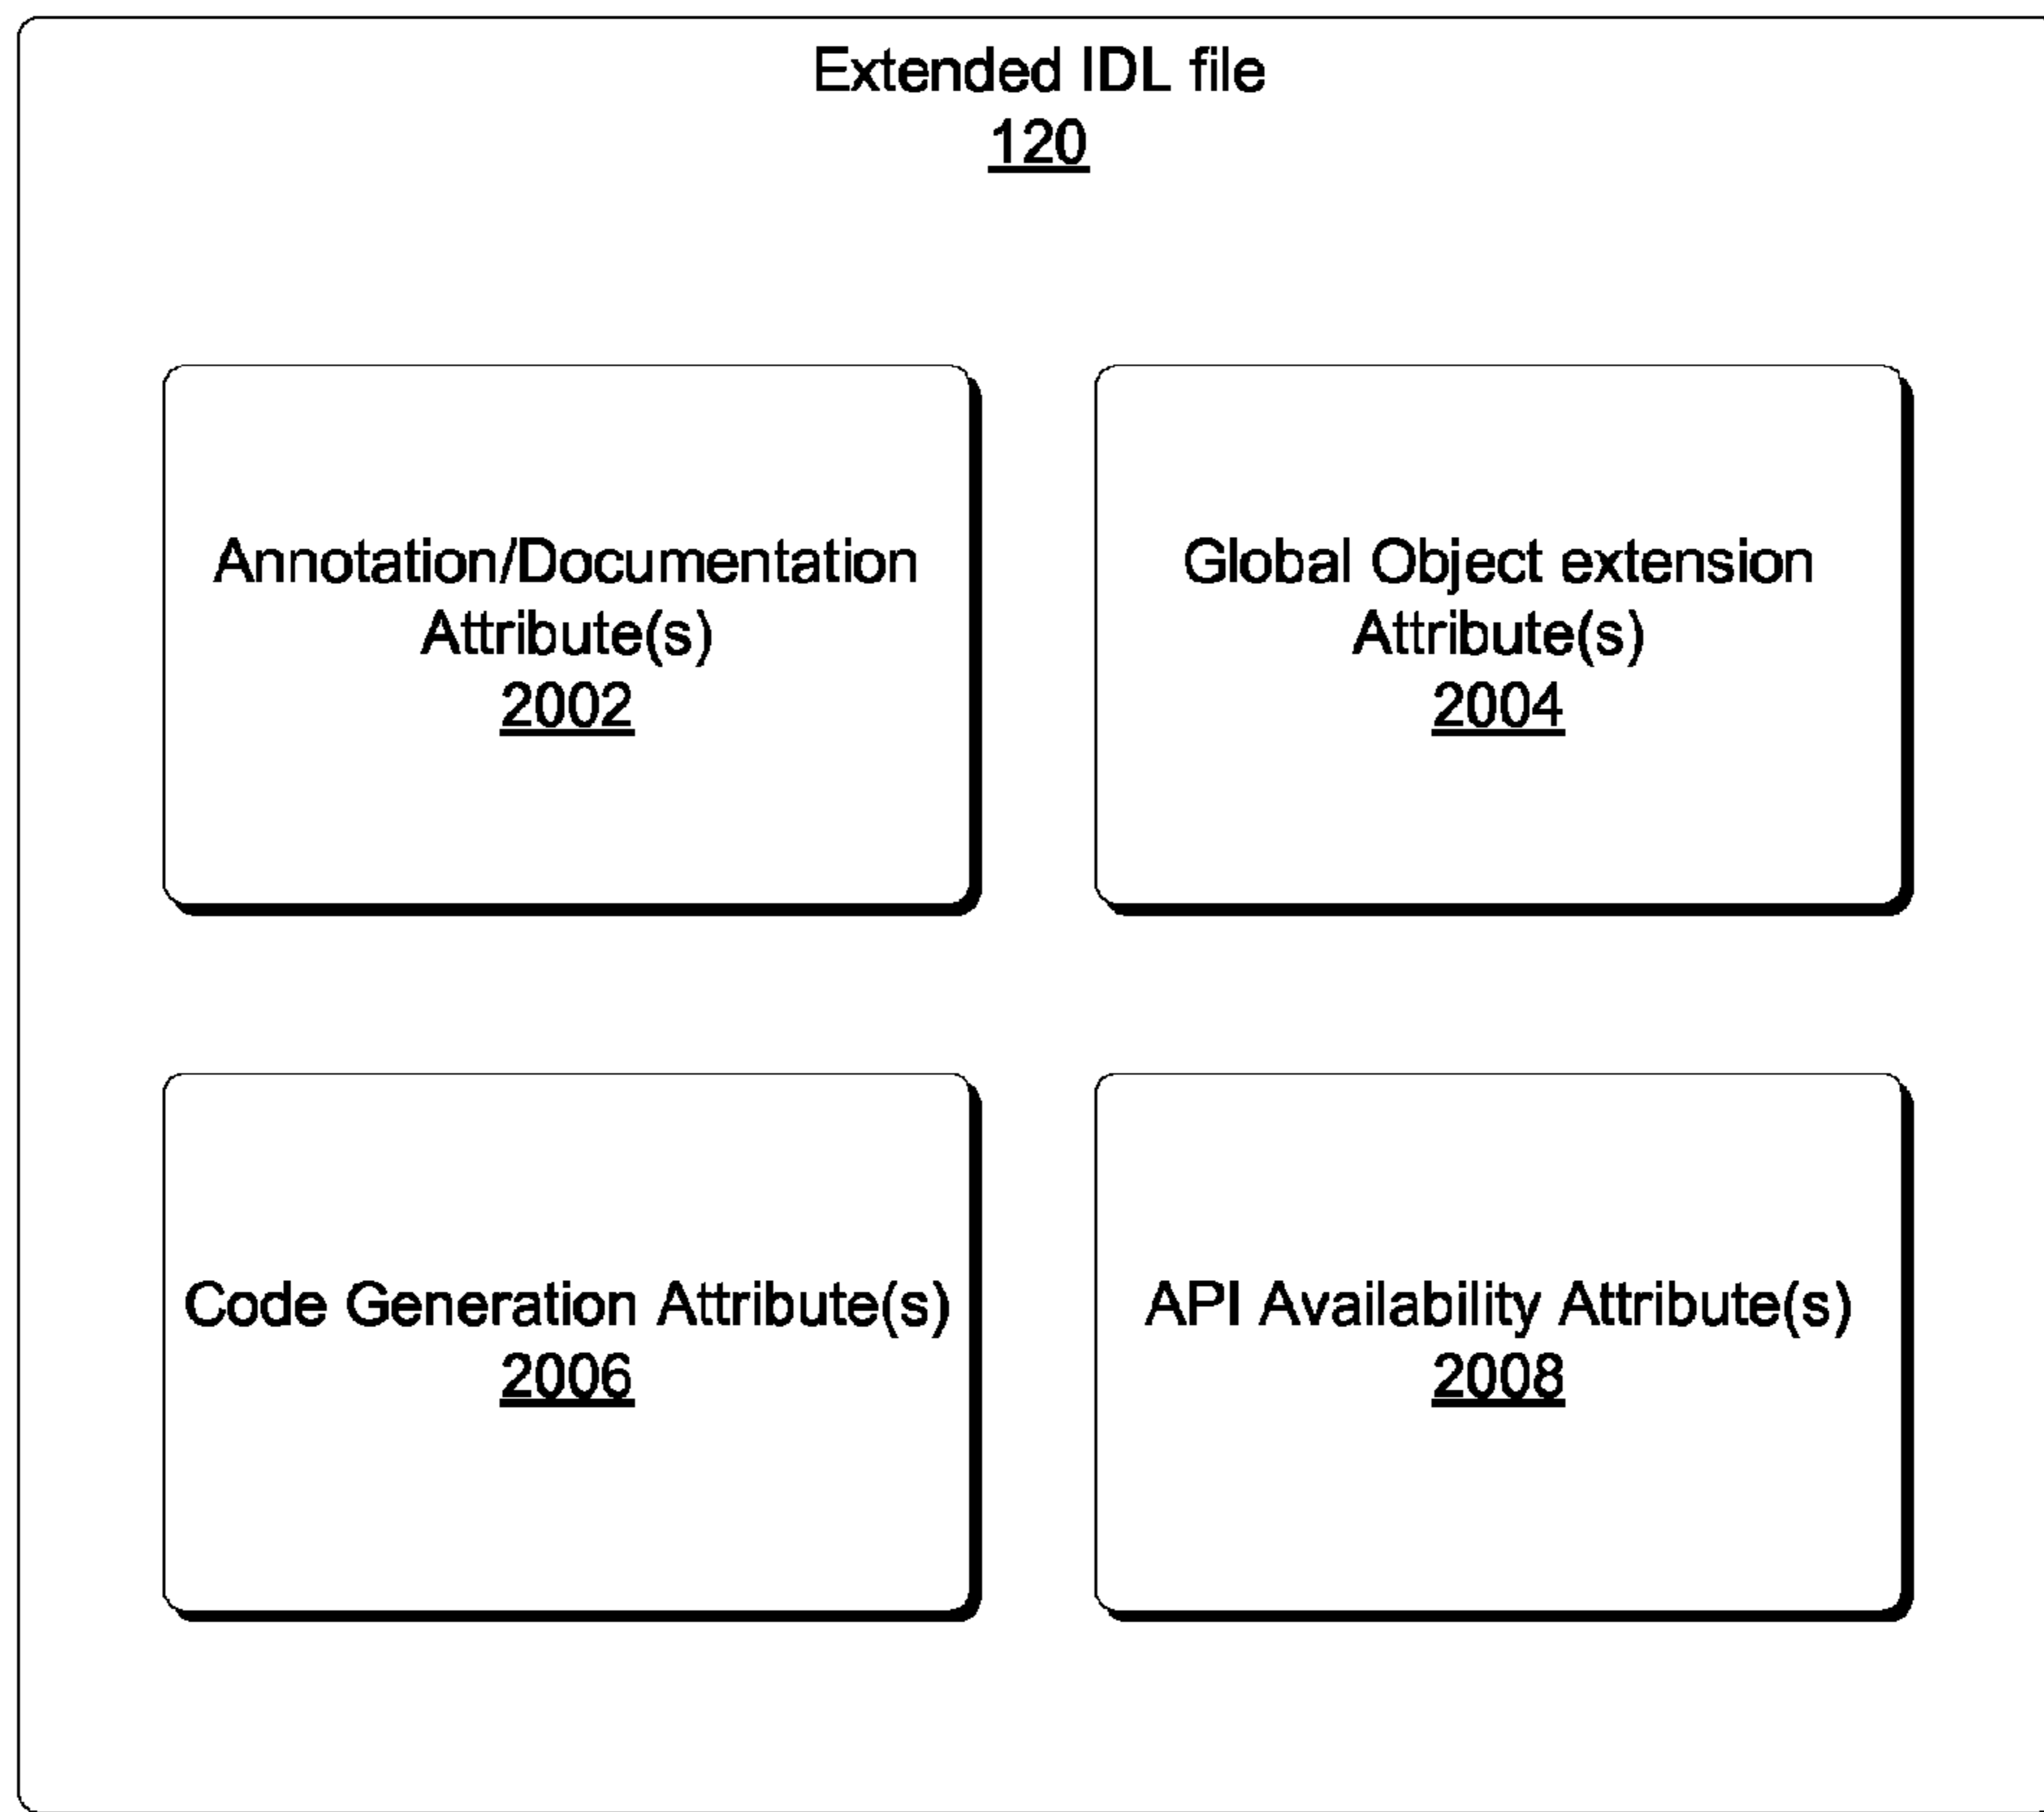 Extended IDL file
120
Annotation/Documentation
Attribute(s)
2002
Global Object extension
Attribute(s)
2004
Code Generation Attribute(s)
2006
API Availability Attribute(s)
2008